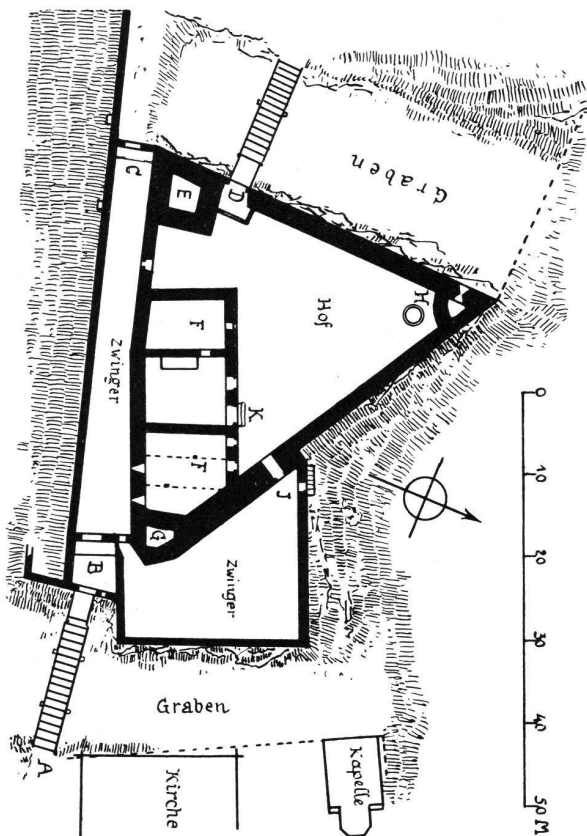 Graben
C
E
D
H
Hof
F
Zwinger
K
F
J
G
Zwinger
B
Graben
A
Kirche
Kapelle
0
10
20
30
40
50 M